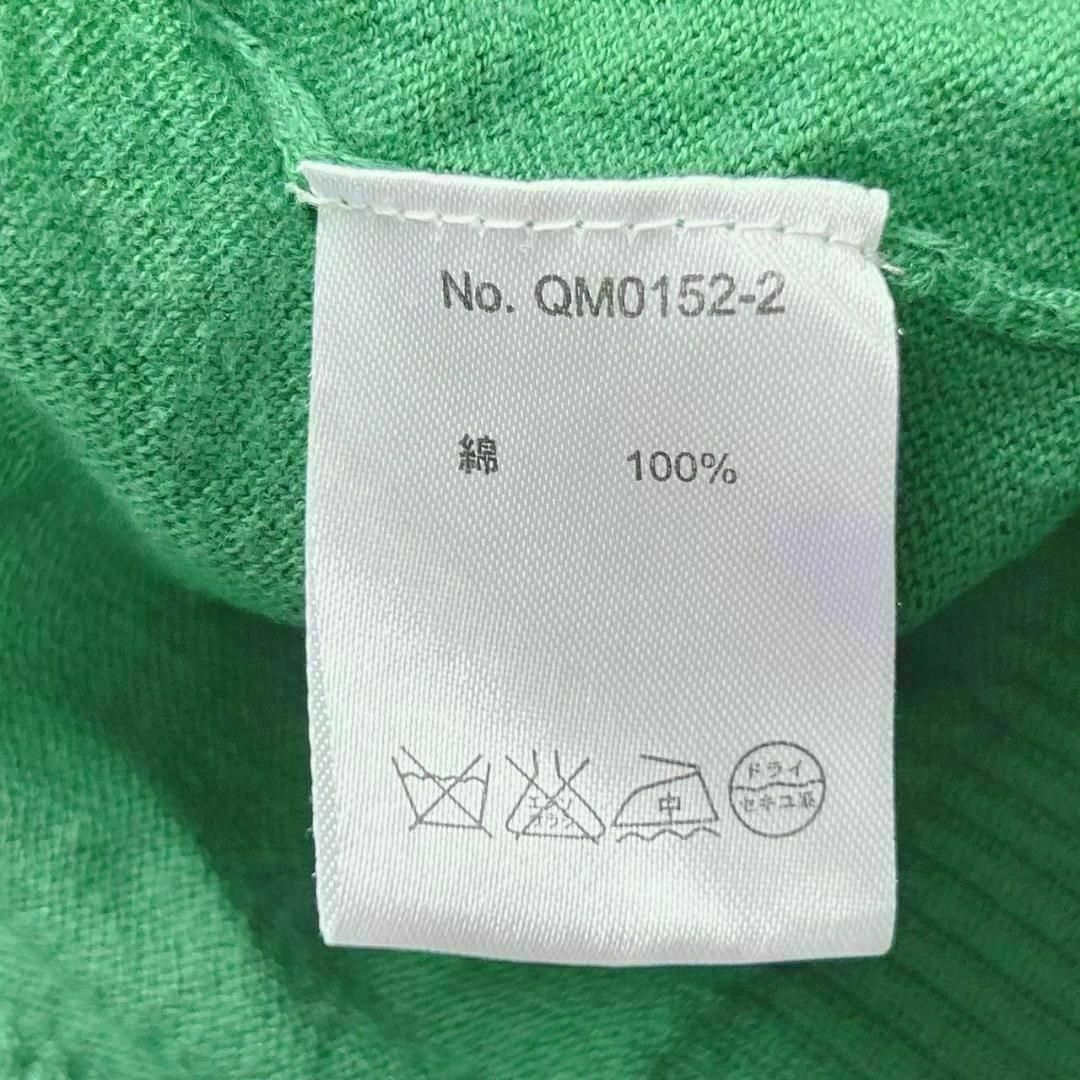 No. QM0152-2
綿 100%
エンソ
サラシ
中
ドライ
セキユ系